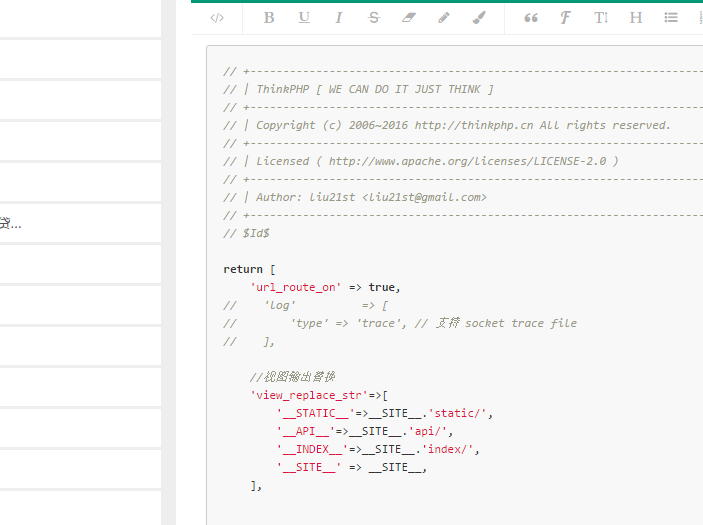 贷...
</> B U I S “ F T↕ H
// +----------------------------------------------------------------------
// | ThinkPHP [ WE CAN DO IT JUST THINK ]
// +----------------------------------------------------------------------
// | Copyright (c) 2006~2016 http://thinkphp.cn All rights reserved.
// +----------------------------------------------------------------------
// | Licensed ( http://www.apache.org/licenses/LICENSE-2.0 )
// +----------------------------------------------------------------------
// | Author: liu21st <liu21st@gmail.com>
// +----------------------------------------------------------------------
// $Id$
return [
    'url_route_on' => true,
//    'log'          => [
//        'type' => 'trace', // 支持 socket trace file
//    ],
    //视图输出替换
    'view_replace_str'=>[
        '__STATIC__'=>__SITE__.'static/',
        '__API__'=>__SITE__.'api/',
        '__INDEX__'=>__SITE__.'index/',
        '__SITE__' => __SITE__,
    ],